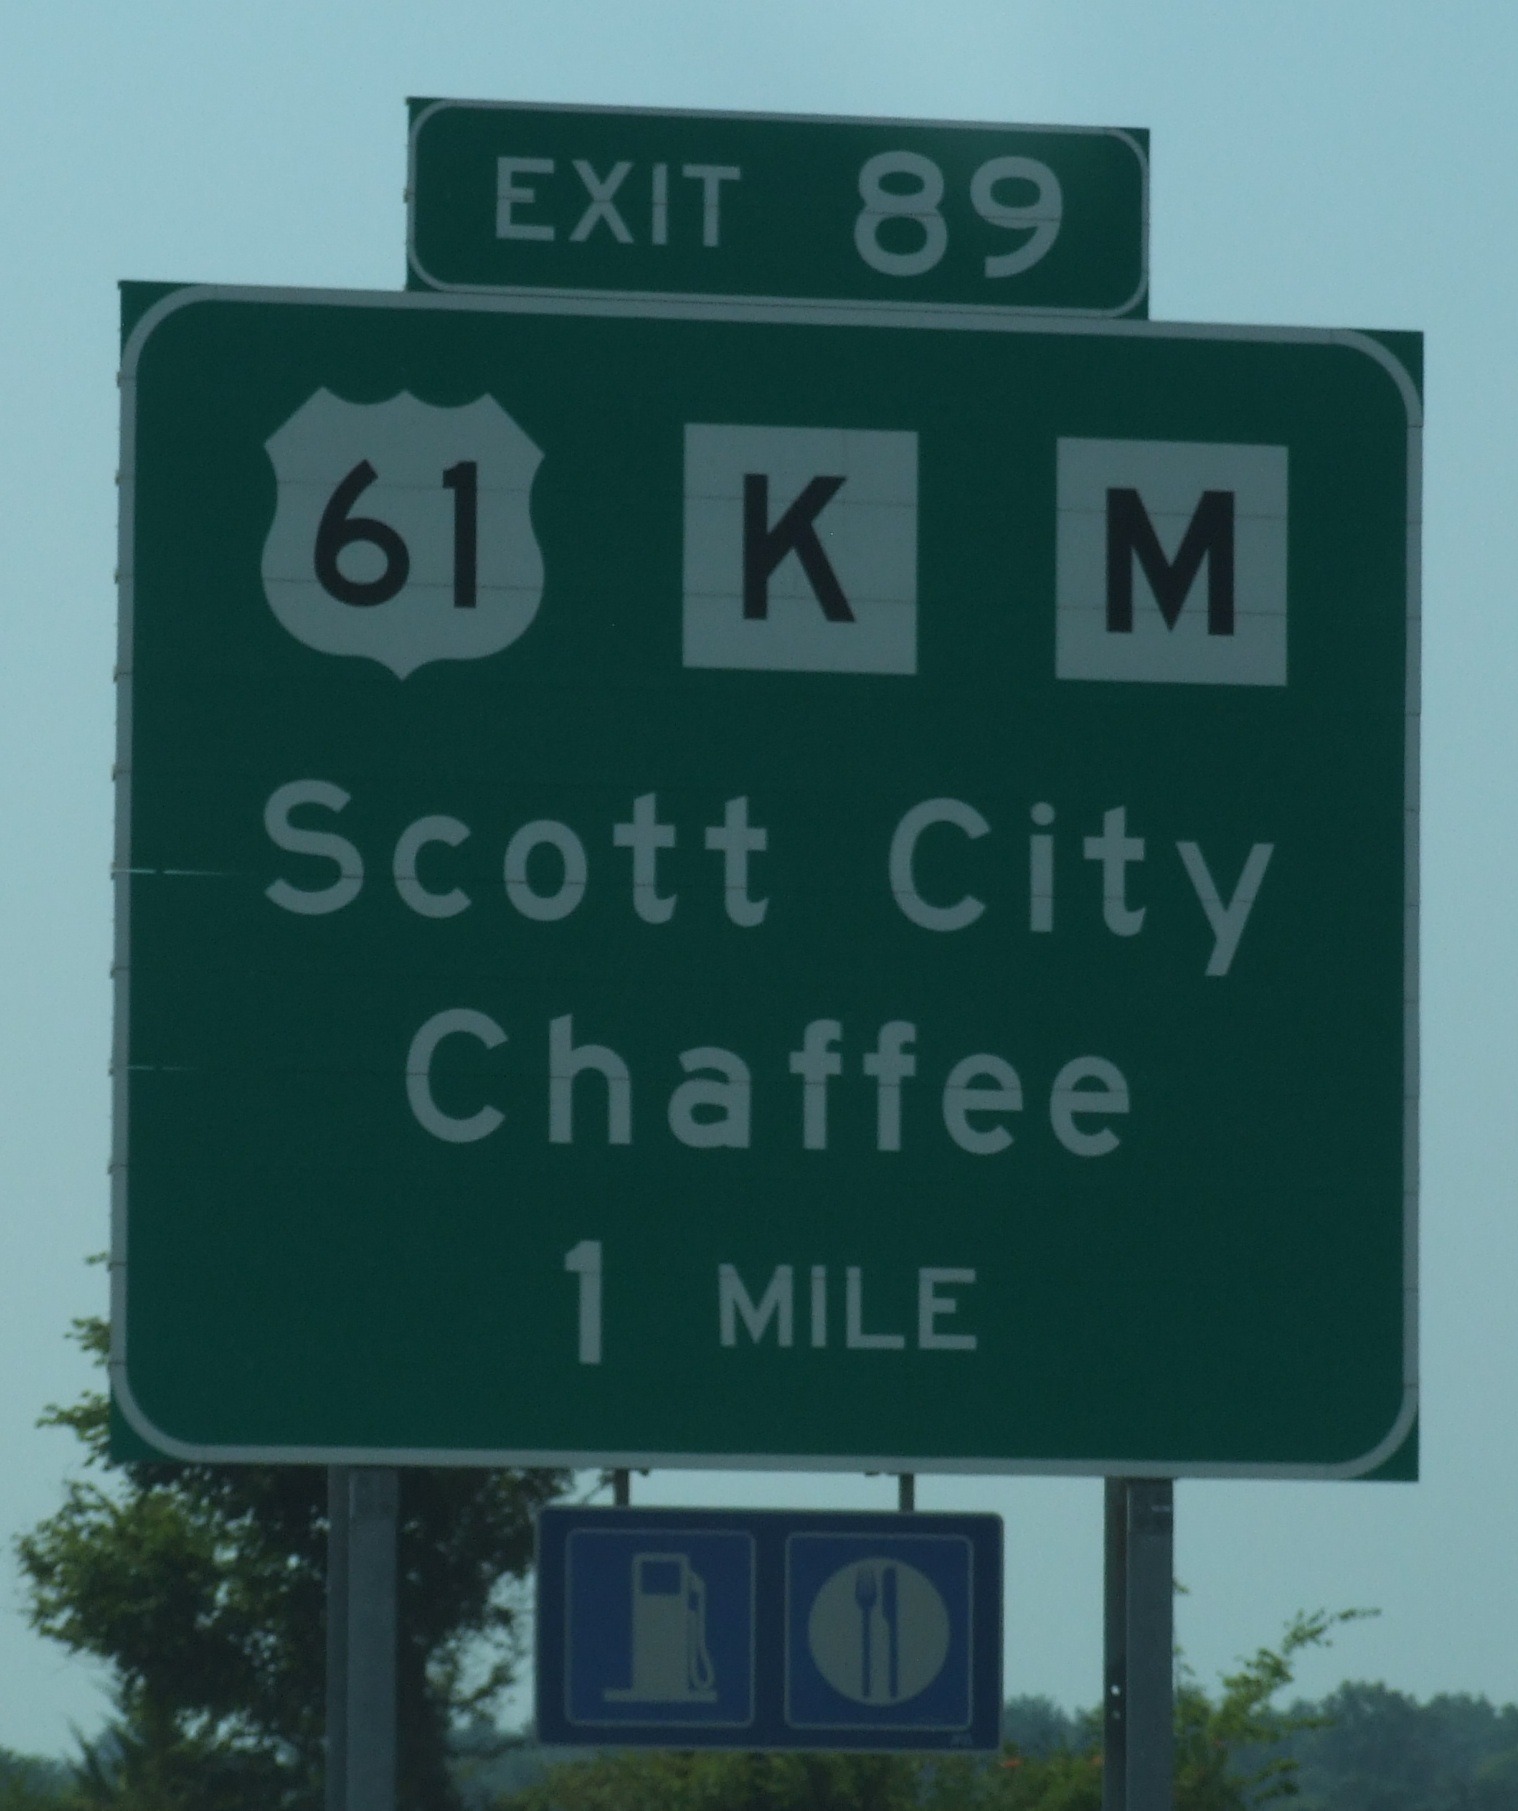 EXIT 89
61 K M
Scott City
Chaffee
1 MILE